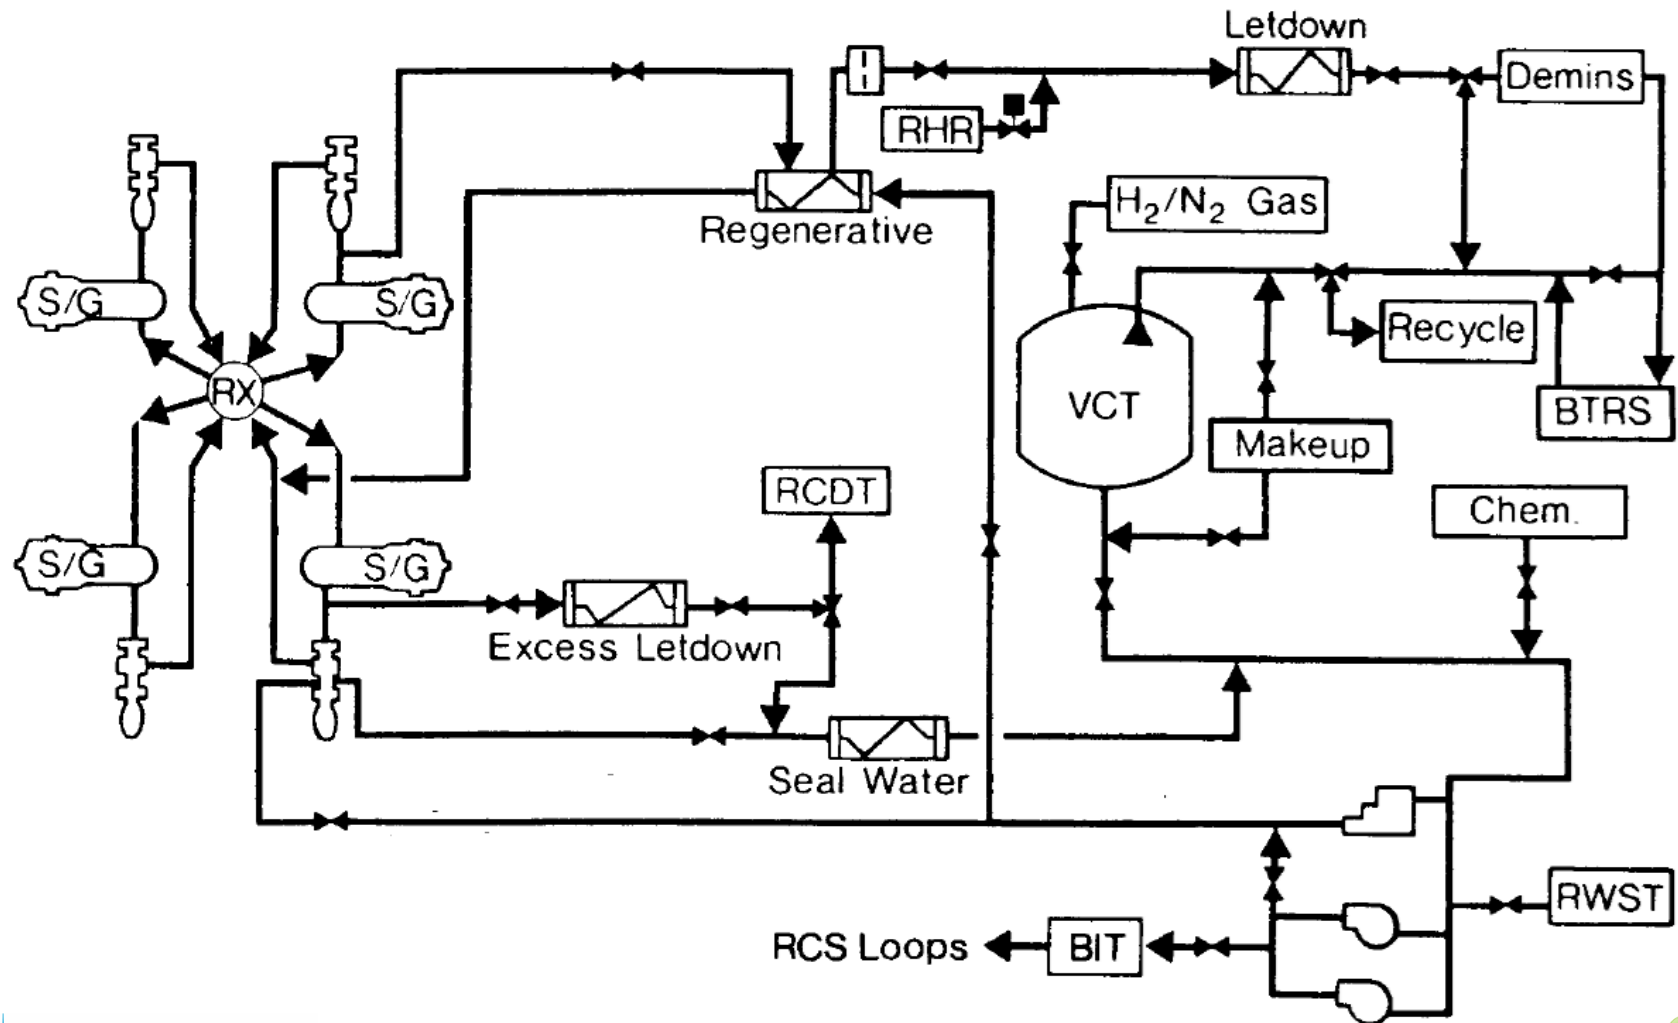 Letdown
Demins
RHR
H₂/N₂ Gas
Regenerative
S/G
S/G
Recycle
RX
VCT
BTRS
Makeup
RCDT
Chem.
S/G
S/G
Excess Letdown
Seal Water
RWST
RCS Loops
BIT